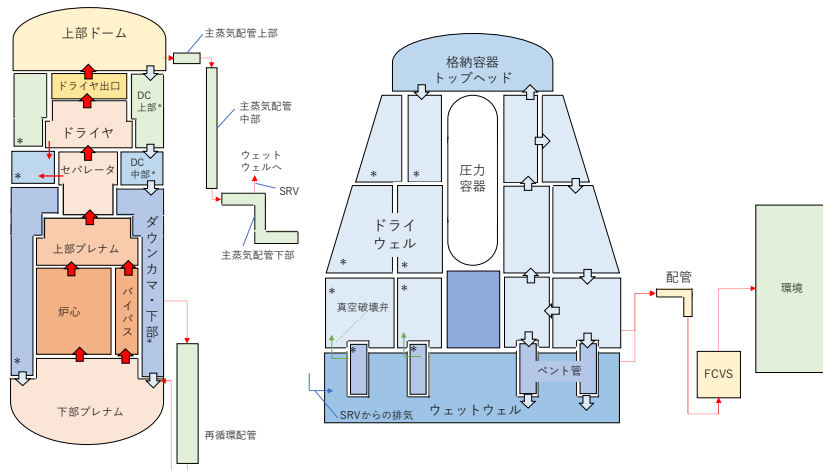 上部ドーム
主蒸気配管上部
ドライヤ出口
DC
上部*
主蒸気配管
中部
ドライヤ
*
ウェット
ウェルへ
セパレータ
DC
中部*
*
SRV
ダウンカマ・下部*
主蒸気配管下部
上部プレナム
炉心
バイパス
*
下部プレナム
再循環配管
格納容器
トップヘッド
圧力
容器
*
*
ドライ
ウェル
*
*
*
*
真空破壊弁
*
*
ベント管
SRVからの排気
ウェットウェル
配管
FCVS
環境